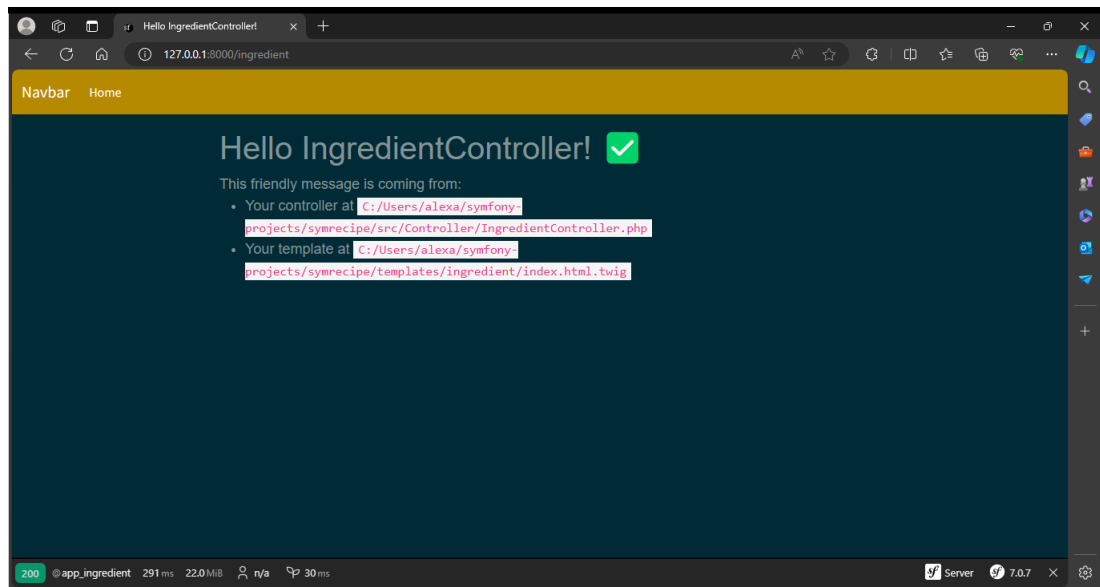 Hello IngredientController!
127.0.0.1:8000/ingredient
Navbar Home
Hello IngredientController! ✅
This friendly message is coming from:
• Your controller at C:/Users/alexa/symfony-
projects/symrecipe/src/Controller/IngredientController.php
• Your template at C:/Users/alexa/symfony-
projects/symrecipe/templates/ingredient/index.html.twig
200 @app_ingredient 291 ms 22.0 MiB n/a 30 ms Server 7.0.7